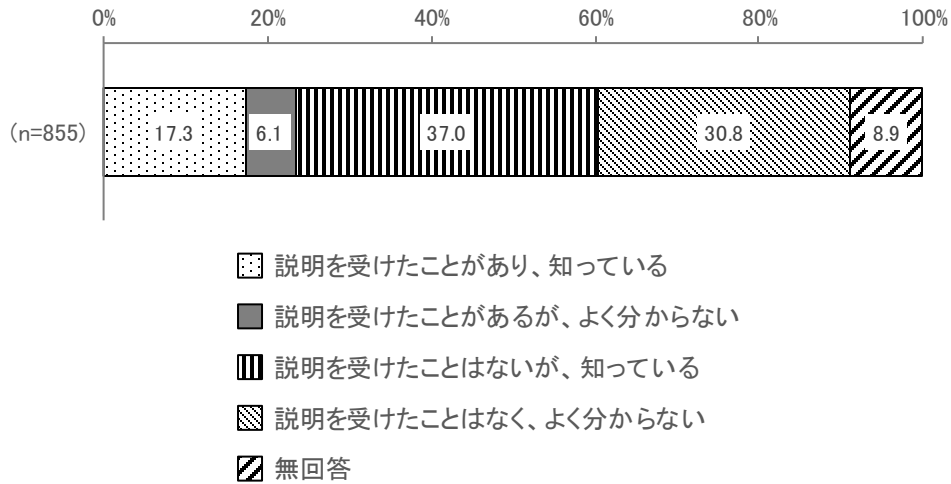 0% 20% 40% 60% 80% 100%
(n=855) 17.3 6.1 37.0 30.8 8.9
説明を受けたことがあり、知っている
説明を受けたことがあるが、よく分からない
説明を受けたことはないが、知っている
説明を受けたことはなく、よく分からない
無回答